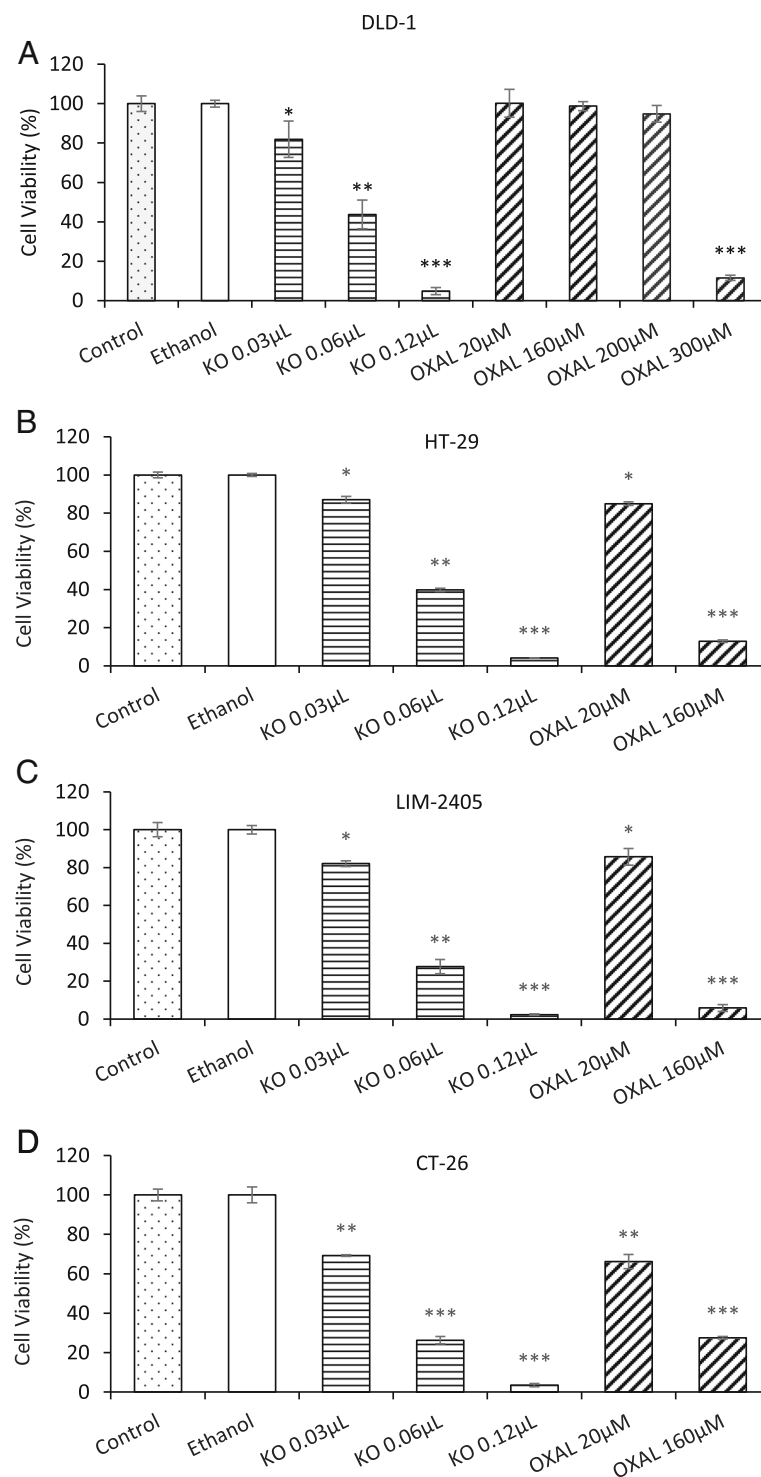 DLD-1
A
120
100
80
60
40
20
0
Cell Viability (%)
* ** *** ***
Control Ethanol KO 0.03µL KO 0.06µL KO 0.12µL OXAL 20µM OXAL 160µM OXAL 200µM OXAL 300µM
B
HT-29
120
100
80
60
40
20
0
Cell Viability (%)
* ** *** * ***
Control Ethanol KO 0.03µL KO 0.06µL KO 0.12µL OXAL 20µM OXAL 160µM
C
LIM-2405
120
100
80
60
40
20
0
Cell Viability (%)
* ** *** * ***
Control Ethanol KO 0.03µL KO 0.06µL KO 0.12µL OXAL 20µM OXAL 160µM
D
CT-26
120
100
80
60
40
20
0
Cell Viability (%)
** *** *** ** ***
Control Ethanol KO 0.03µL KO 0.06µL KO 0.12µL OXAL 20µM OXAL 160µM